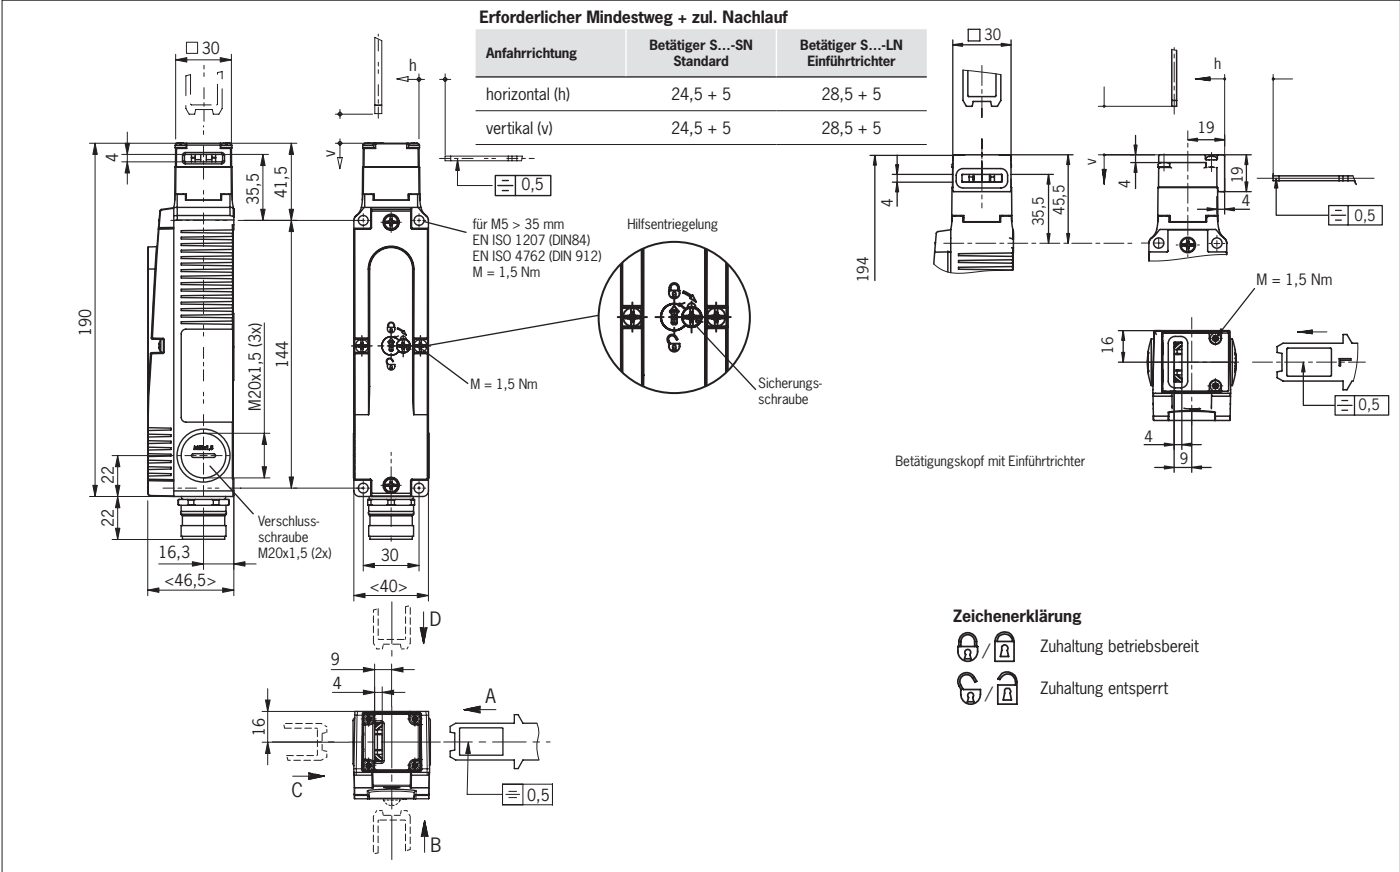 Erforderlicher Mindestweg + zul. Nachlauf
Anfahrrichtung
Betätiger S...-SN
Standard
Betätiger S...-LN
Einführtrichter
horizontal (h)
24,5 + 5
28,5 + 5
vertikal (v)
24,5 + 5
28,5 + 5
30
h
4
35,5
41,5
v
0,5
190
144
M20x1,5 (3x)
22
22
16,3
<46,5>
Verschluss-
schraube
M20x1,5 (2x)
30
<40>
für M5 > 35 mm
EN ISO 1207 (DIN84)
EN ISO 4762 (DIN 912)
M = 1,5 Nm
M = 1,5 Nm
Hilfsentriegelung
Sicherungs-
schraube
30
4
35,5
45,5
194
h
v
19
4
19
4
0,5
M = 1,5 Nm
16
4
9
0,5
Betätigungskopf mit Einführtrichter
D
9
4
16
A
C
0,5
B
Zeichenerklärung
/ Zuhaltung betriebsbereit
/ Zuhaltung entsperrt